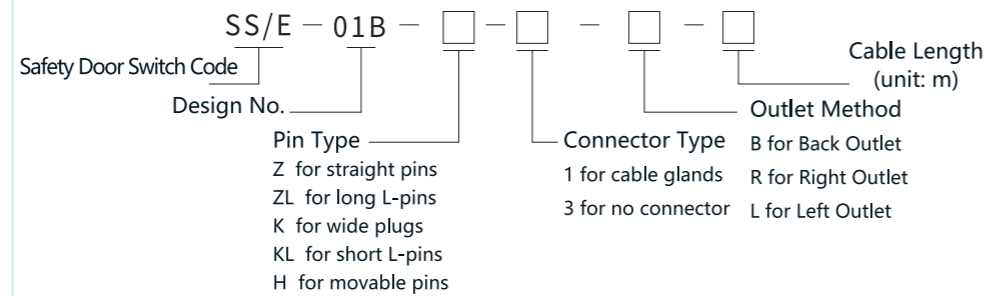 SS/E - 01B - □ - □ - □ - □
Safety Door Switch Code
Design No.
Pin Type
Z for straight pins
ZL for long L-pins
K for wide plugs
KL for short L-pins
H for movable pins
Connector Type
1 for cable glands
3 for no connector
Cable Length
(unit: m)
Outlet Method
B for Back Outlet
R for Right Outlet
L for Left Outlet